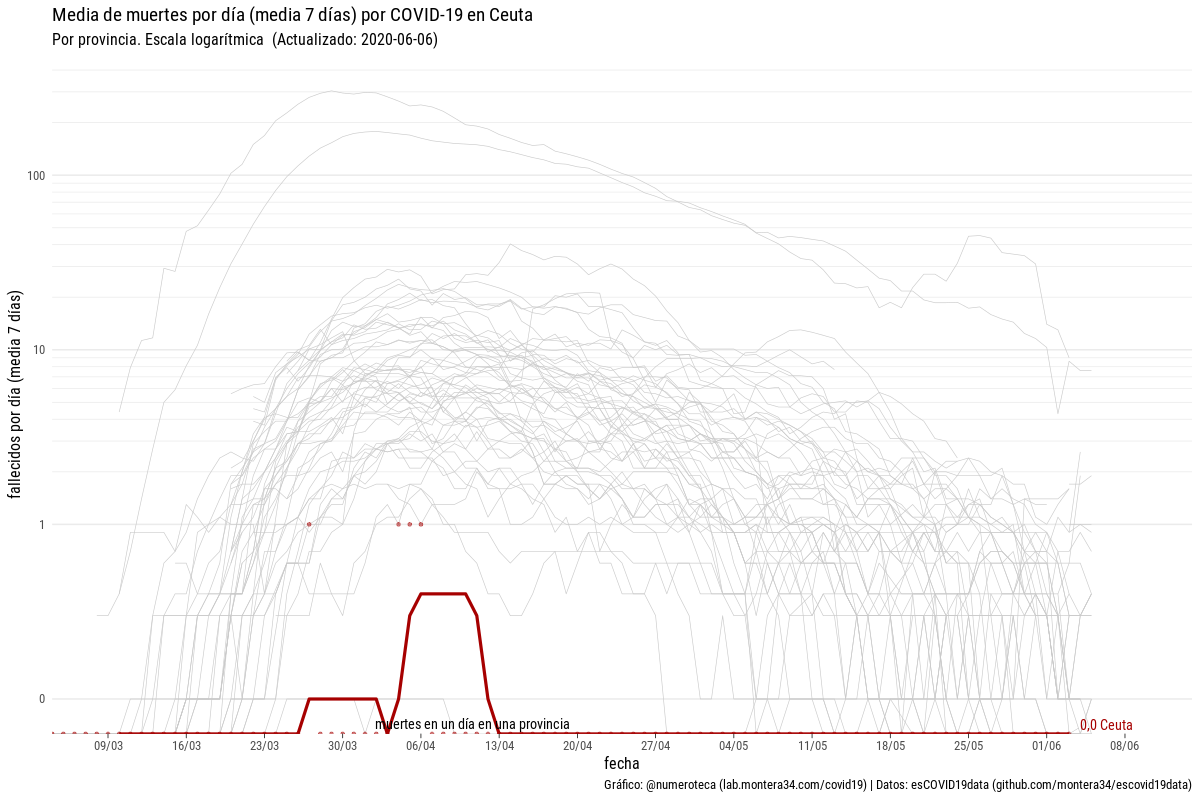 Media de muertes por día (media 7 días) por COVID-19 en Ceuta
Por provincia. Escala logarítmica (Actualizado: 2020-06-06)
fallecidos por día (media 7 días)
100
10
1
0
muertes en un día en una provincia
0,0 Ceuta
09/03 16/03 23/03 30/03 06/04 13/04 20/04 27/04 04/05 11/05 18/05 25/05 01/06 08/06
fecha
Gráfico: @numeroteca (lab.montera34.com/covid19) | Datos: esCOVID19data (github.com/montera34/escovid19data)